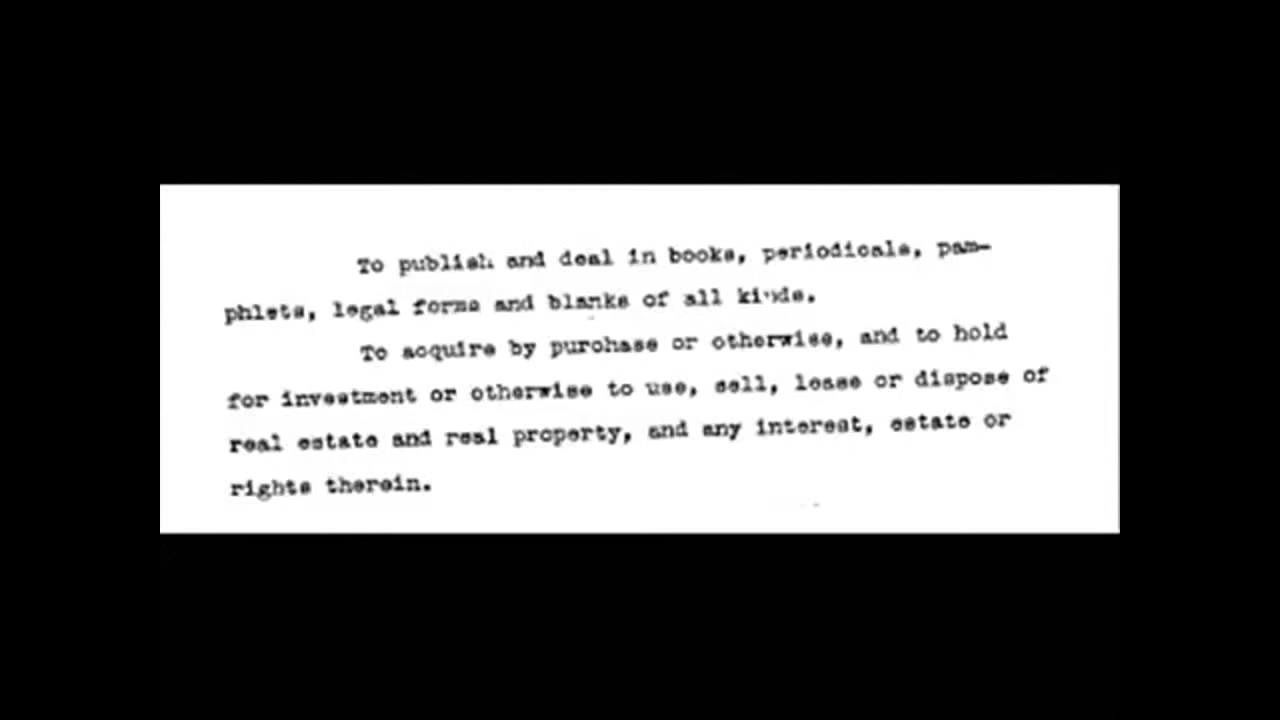 To publish and deal in books, periodicals, pam-
phlets, legal forms and blanks of all kinds.
To acquire by purchase or otherwise, and to hold
for investment or otherwise to use, sell, lease or dispose of
real estate and real property, and any interest, estate or
rights therein.